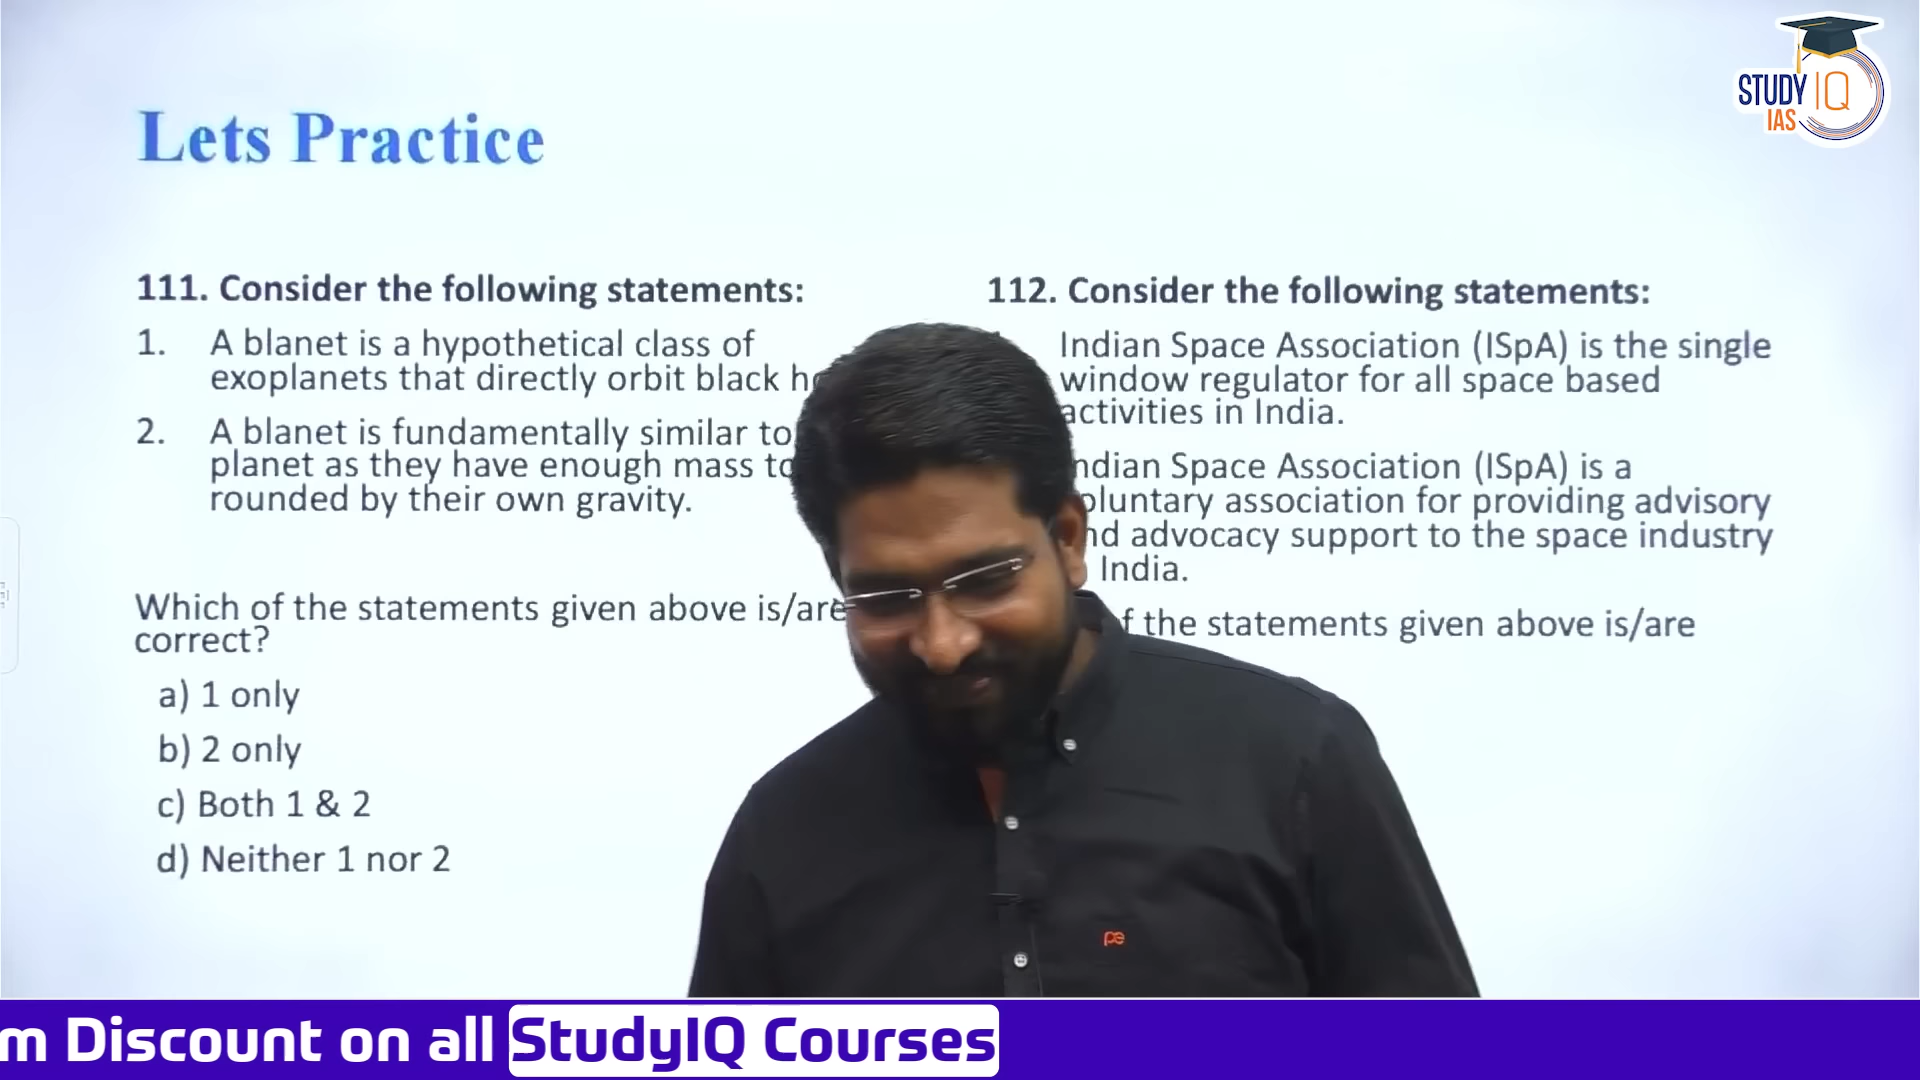 STUDY IQ
IAS
Lets Practice
111. Consider the following statements:
1. A blanet is a hypothetical class of
exoplanets that directly orbit black
2. A blanet is fundamentally similar to
planet as they have enough mass
rounded by their own gravity.
Which of the statements given above is/are
correct?
a) 1 only
b) 2 only
c) Both 1 & 2
d) Neither 1 nor 2
112. Consider the following statements:
Indian Space Association (ISpA) is the single
window regulator for all space based
activities in India.
Space Association (ISpA) is a
association for providing advisory
advocacy support to the space industry
India.
the statements given above is/are
pe
m Discount on all StudyIQ Courses